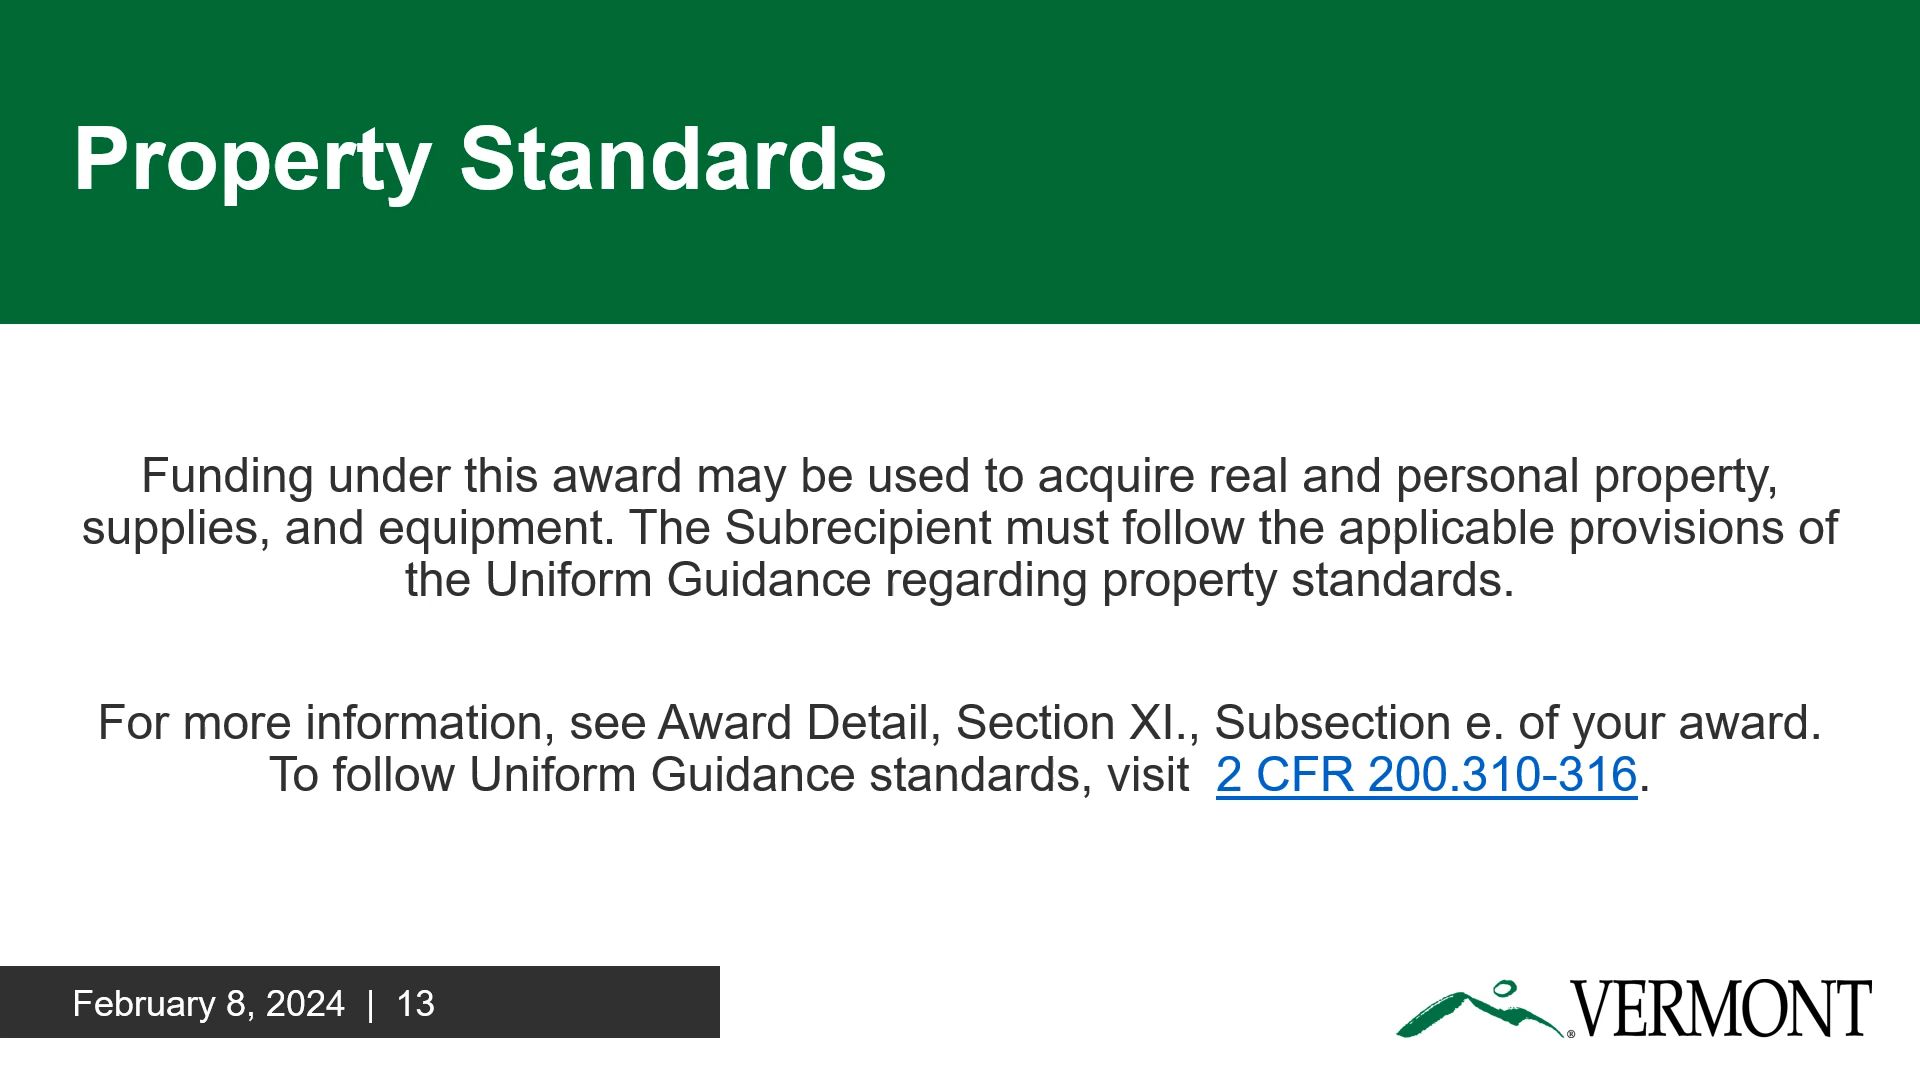 Property Standards
Funding under this award may be used to acquire real and personal property,
supplies, and equipment. The Subrecipient must follow the applicable provisions of
the Uniform Guidance regarding property standards.
For more information, see Award Detail, Section XI., Subsection e. of your award.
To follow Uniform Guidance standards, visit  2 CFR 200.310-316.
February 8, 2024  |  13
® VERMONT